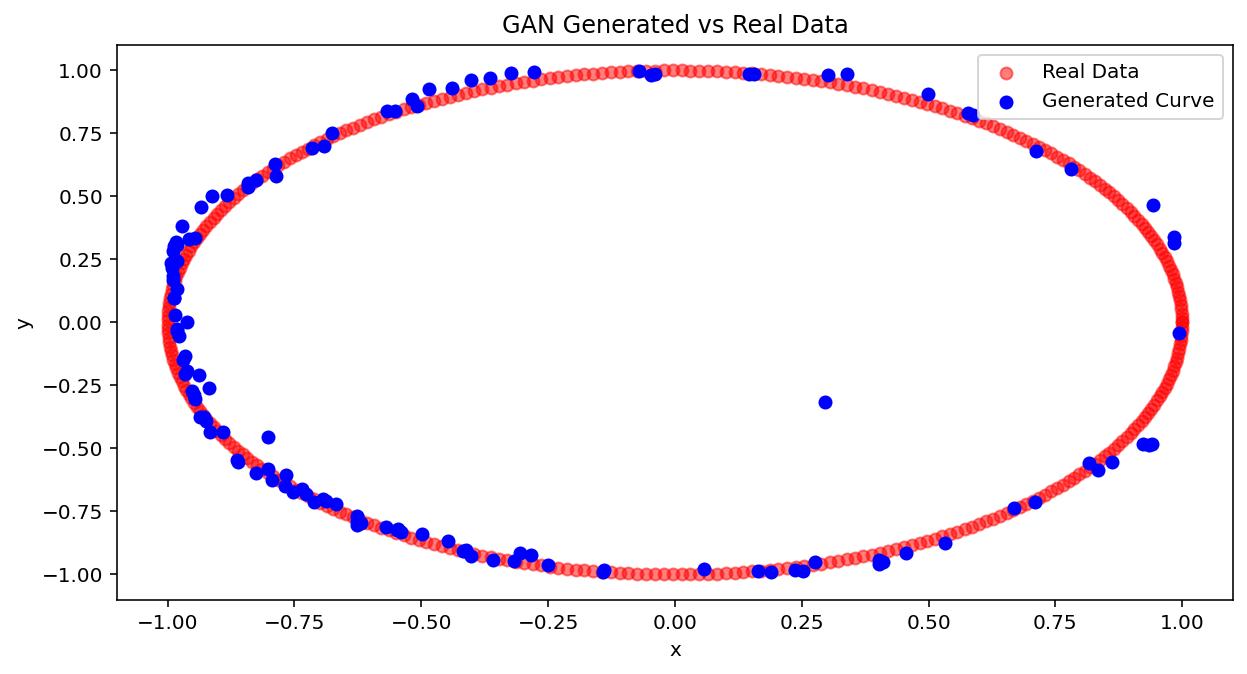 GAN Generated vs Real Data
Real Data
Generated Curve
1.00
0.75
0.50
0.25
0.00
−0.25
−0.50
−0.75
−1.00
y
−1.00 −0.75 −0.50 −0.25 0.00 0.25 0.50 0.75 1.00
x